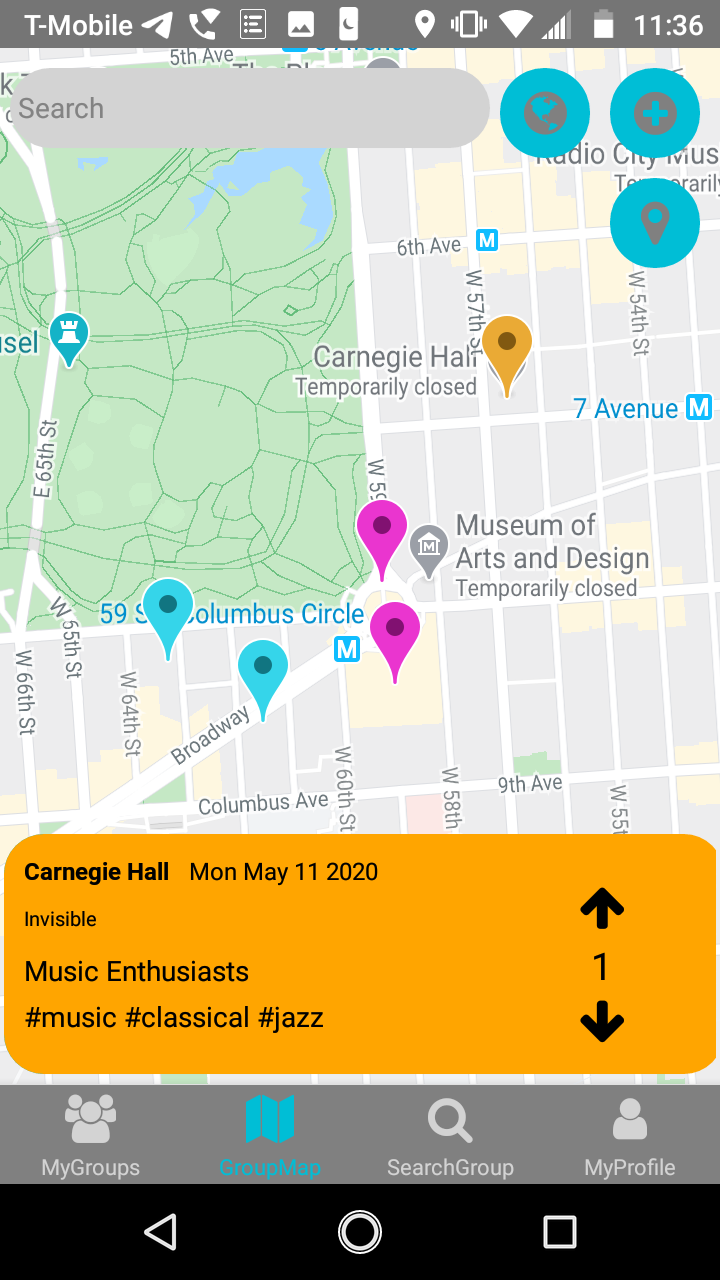 T-Mobile 11:36
5th Ave
Search
Radio City Mus
Temporarily
6th Ave
M
W 57th St
W 54th St
usel
Carnegie Hall
Temporarily closed
7 Avenue M
E 65th St
W 59
Museum of
Arts and Design
Temporarily closed
59 S Columbus Circle
M
W 65th St
W 66th St
W 64th St
Broadway
W 60th St
W 58th
9th Ave
Columbus Ave
W 55t
Carnegie Hall Mon May 11 2020
Invisible
Music Enthusiasts
#music #classical #jazz
1
MyGroups GroupMap SearchGroup MyProfile